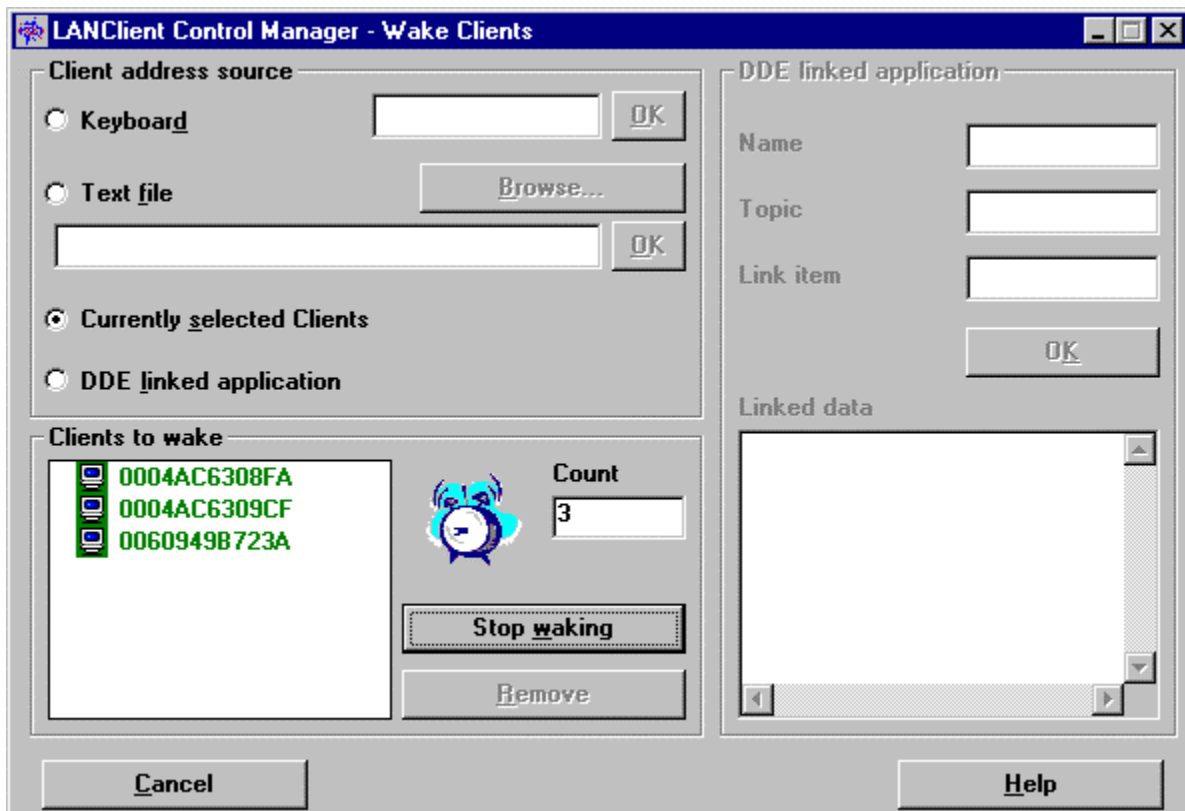 LANClient Control Manager - Wake Clients
Client address source
Keyboard
OK
Text file
Browse...
OK
Currently selected Clients
DDE linked application
Clients to wake
0004AC6308FA
0004AC6309CF
0060949B723A
Count
3
Stop waking
Remove
DDE linked application
Name
Topic
Link item
OK
Linked data
Cancel
Help